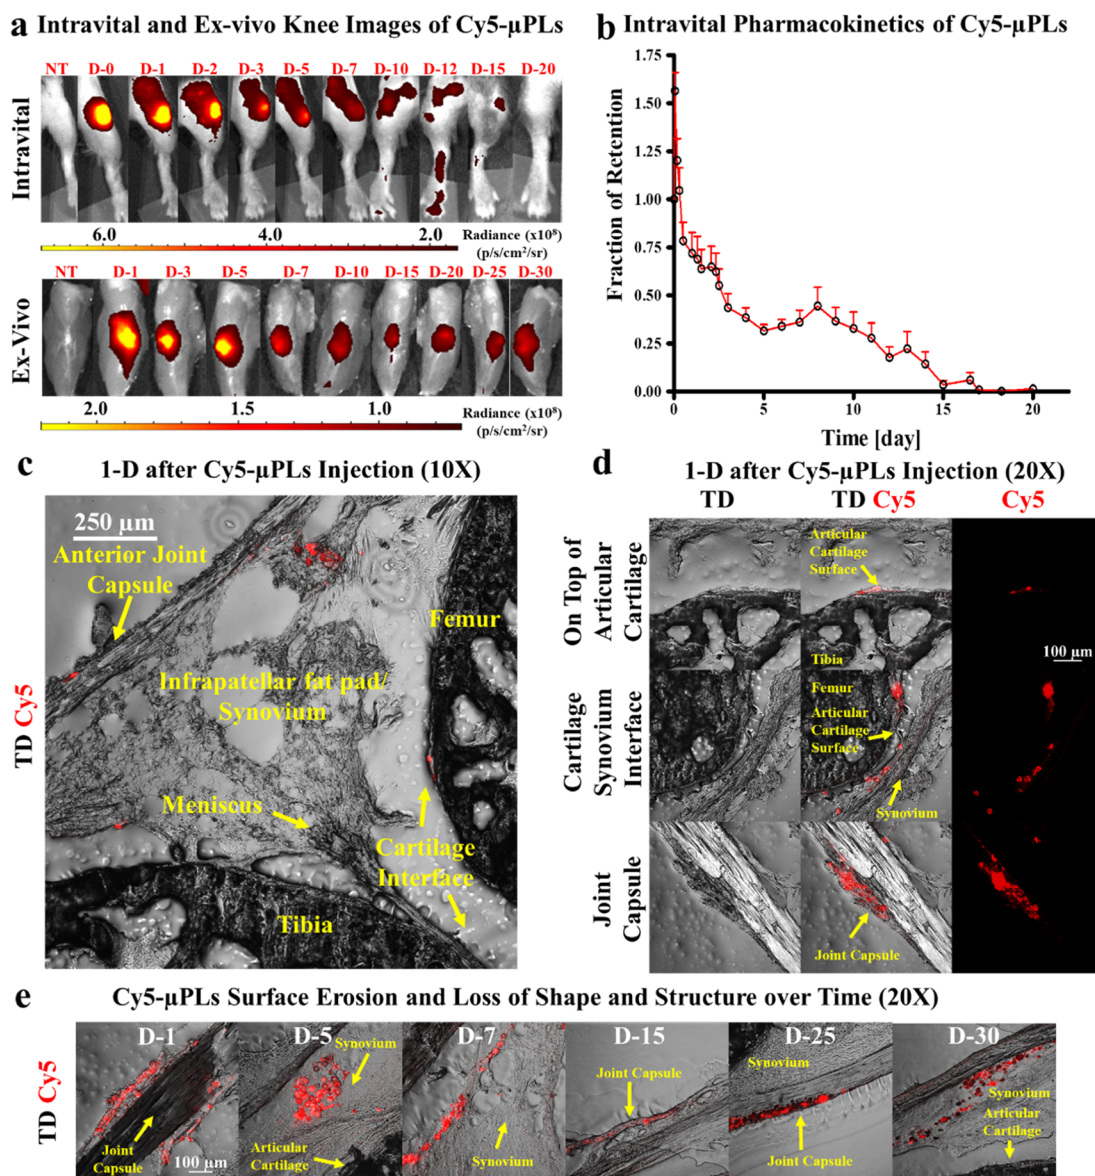 a Intravital and Ex-vivo Knee Images of Cy5-µPLs
NT D-0 D-1 D-2 D-3 D-5 D-7 D-10 D-12 D-15 D-20
Intravital
6.0 4.0 2.0 Radiance (x10⁸)
(p/s/cm²/sr)
NT D-1 D-3 D-5 D-7 D-10 D-15 D-20 D-25 D-30
Ex-Vivo
2.0 1.5 1.0 Radiance (x10⁸)
(p/s/cm²/sr)
b Intravital Pharmacokinetics of Cy5-µPLs
Fraction of Retention
1.75
1.50
1.25
1.00
0.75
0.50
0.25
0.00
0 5 10 15 20
Time [day]
c 1-D after Cy5-µPLs Injection (10X)
TD Cy5
250 µm
Anterior Joint
Capsule
Femur
Infrapatellar fat pad/
Synovium
Meniscus
Cartilage
Interface
Tibia
d 1-D after Cy5-µPLs Injection (20X)
TD TD Cy5 Cy5
On Top of
Articular
Cartilage
Articular
Cartilage
Surface
Tibia
100 µm
Cartilage
Synovium
Interface
Femur
Articular
Cartilage
Surface
Synovium
Joint
Capsule
Joint Capsule
e Cy5-µPLs Surface Erosion and Loss of Shape and Structure over Time (20X)
TD Cy5
D-1 D-5 D-7 D-15 D-25 D-30
Joint
Capsule
100 µm
Synovium
Articular
Cartilage
Synovium
Joint Capsule
Synovium
Joint
Capsule
Synovium
Articular
Cartilage